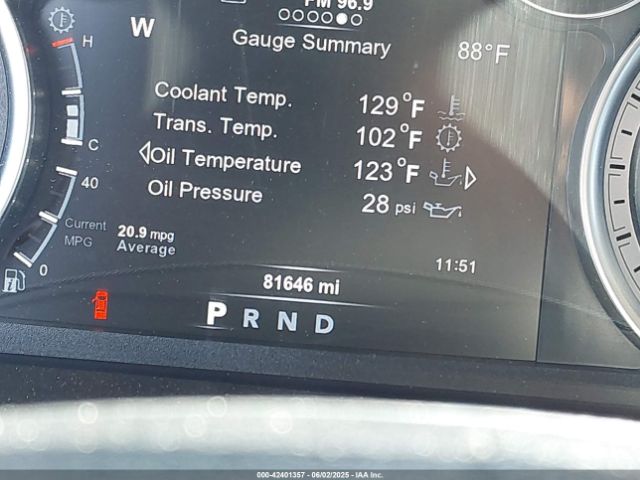 FM 96.9
W
H
Gauge Summary
88°F
Coolant Temp. 129°F
Trans. Temp. 102°F
Oil Temperature 123°F
Oil Pressure 28 psi
C
40
Current
MPG
20.9 mpg
Average
0
11:51
81646 mi
P R N D
000-42401357 - 06/02/2025 - IAA Inc.